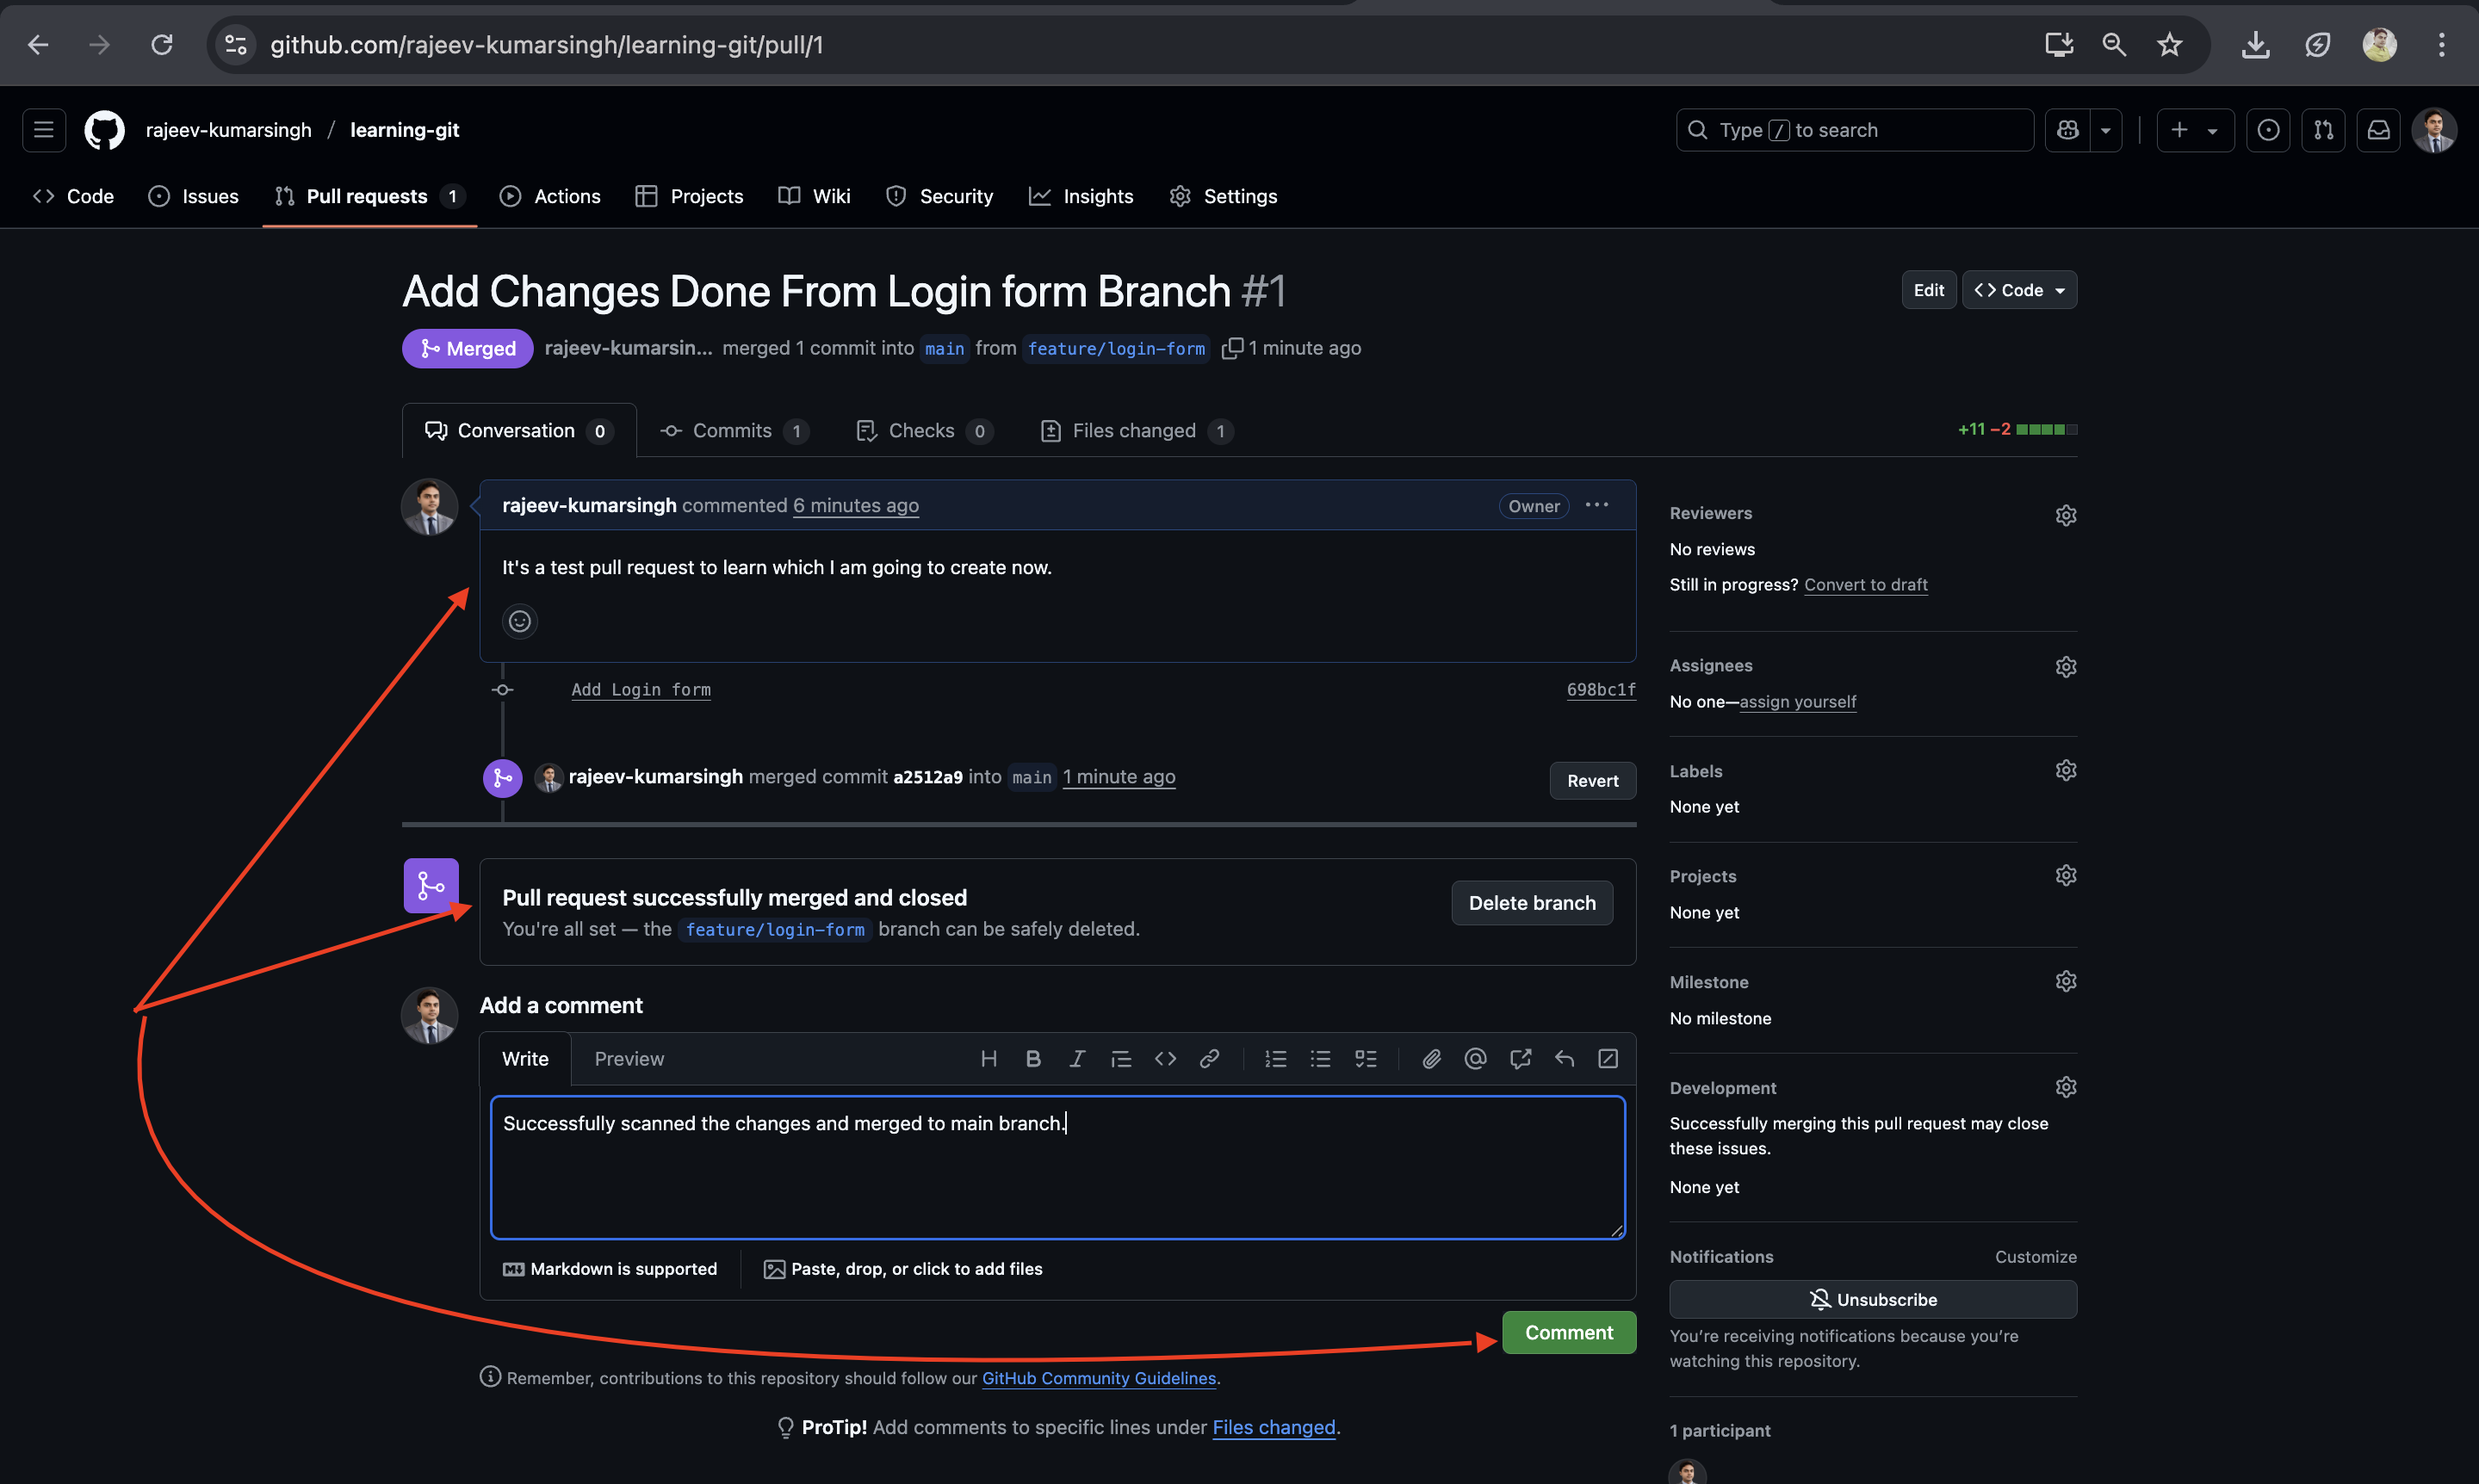 github.com/rajeev-kumarsingh/learning-git/pull/1
rajeev-kumarsingh / learning-git
Type / to search
Code
Issues
Pull requests 1
Actions
Projects
Wiki
Security
Insights
Settings
Add Changes Done From Login form Branch #1
Edit
<> Code
Merged rajeev-kumarsin... merged 1 commit into main from feature/login-form 1 minute ago
Conversation 0
Commits 1
Checks 0
Files changed 1
+11 −2
rajeev-kumarsingh commented 6 minutes ago
Owner
It's a test pull request to learn which I am going to create now.
Add Login form
698bc1f
rajeev-kumarsingh merged commit a2512a9 into main 1 minute ago
Revert
Pull request successfully merged and closed
You're all set — the feature/login-form branch can be safely deleted.
Delete branch
Add a comment
Write
Preview
Successfully scanned the changes and merged to main branch.
Markdown is supported
Paste, drop, or click to add files
Comment
Remember, contributions to this repository should follow our GitHub Community Guidelines.
ProTip! Add comments to specific lines under Files changed.
Reviewers
No reviews
Still in progress? Convert to draft
Assignees
No one—assign yourself
Labels
None yet
Projects
None yet
Milestone
No milestone
Development
Successfully merging this pull request may close
these issues.
None yet
Notifications
Customize
Unsubscribe
You're receiving notifications because you're
watching this repository.
1 participant